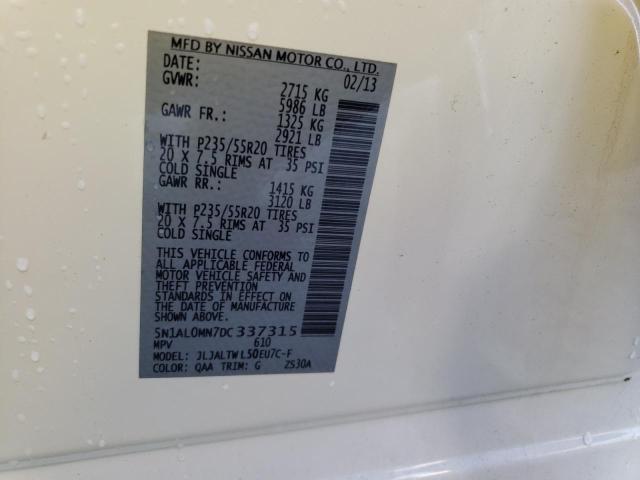 MFD BY NISSAN MOTOR CO., LTD.
DATE: 02/13
GVWR: 2715 KG
5986 LB
GAWR FR.: 1325 KG
2921 LB
WITH P235/55R20 TIRES
20 X 7.5 RIMS AT 35 PSI
COLD SINGLE
GAWR RR.: 1415 KG
3120 LB
WITH P235/55R20 TIRES
20 X 7.5 RIMS AT 35 PSI
COLD SINGLE
THIS VEHICLE CONFORMS TO
ALL APPLICABLE FEDERAL
MOTOR VEHICLE SAFETY AND
THEFT PREVENTION
STANDARDS IN EFFECT ON
THE DATE OF MANUFACTURE
SHOWN ABOVE.
5N1AL0MN7DC337315
MPV 610
MODEL: JLJALTWL50EU7C-F
COLOR: QAA TRIM: G ZS30A